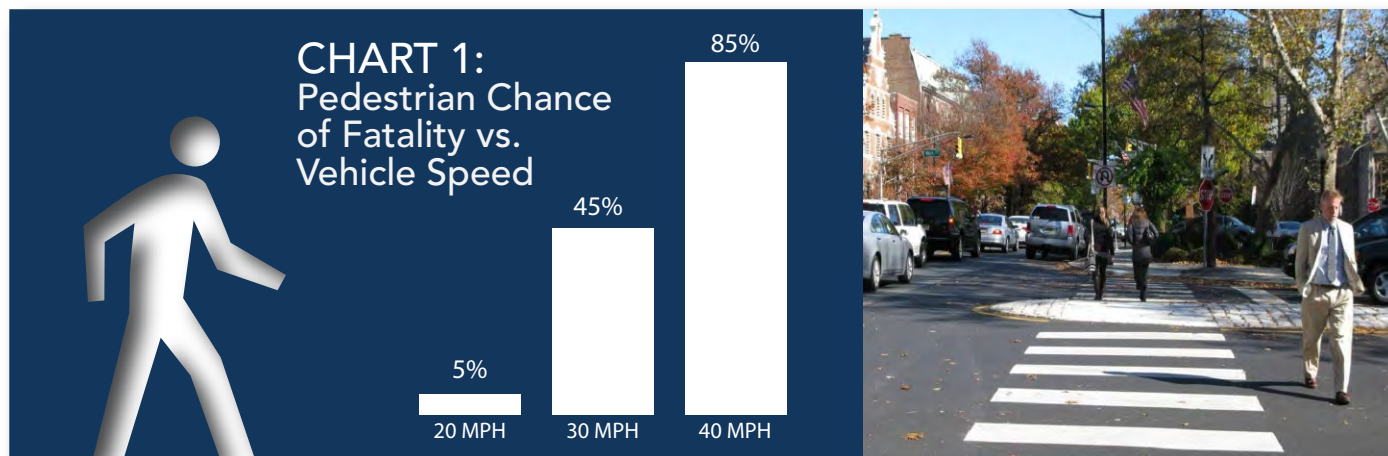 CHART 1:
Pedestrian Chance
of Fatality vs.
Vehicle Speed
85%
45%
5%
20 MPH
30 MPH
40 MPH